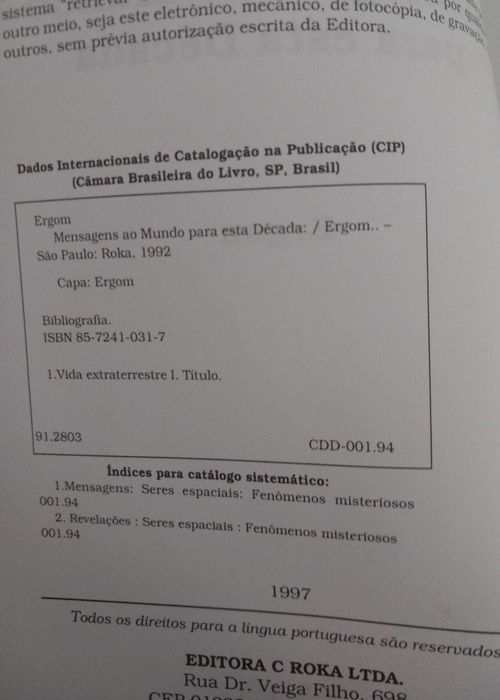 sistema "retrieval
outro meio, seja este eletrônico, mecânico, de fotocópia, de gravação
outros, sem prévia autorização escrita da Editora.
Dados Internacionais de Catalogação na Publicação (CIP)
(Câmara Brasileira do Livro, SP, Brasil)
Ergom
Mensagens ao Mundo para esta Década: / Ergom.. –
São Paulo: Roka, 1992
Capa: Ergom
Bibliografia.
ISBN 85-7241-031-7
1.Vida extraterrestre I. Título.
91.2803
CDD-001.94
Índices para catálogo sistemático:
1.Mensagens: Seres espaciais: Fenômenos misteriosos
001.94
2. Revelações : Seres espaciais : Fenômenos misteriosos
001.94
1997
Todos os direitos para a lingua portuguesa são reservados
EDITORA C ROKA LTDA.
Rua Dr. Veiga Filho, 698